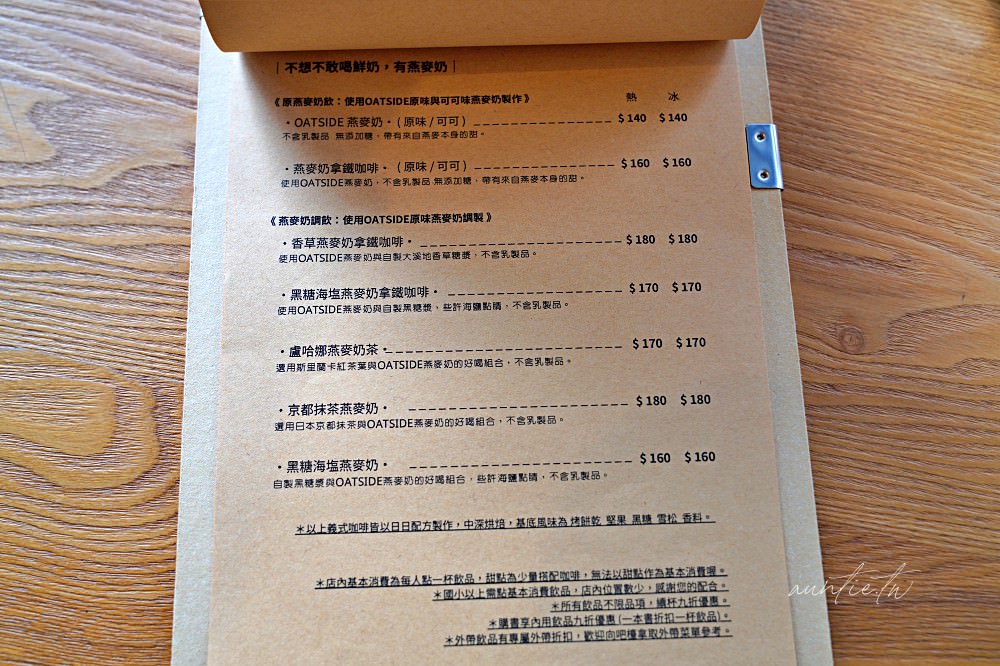 ｜不想不敢喝鮮奶，有燕麥奶｜
《原燕麥奶飲：使用OATSIDE原味與可可味燕麥奶製作》 熱 冰
・OATSIDE 燕麥奶・(原味/可可) $140 $140
不含乳製品 無添加糖，帶有來自燕麥本身的甜。
・燕麥奶拿鐵咖啡・(原味/可可) $160 $160
使用OATSIDE燕麥奶，不含乳製品 無添加糖，帶有來自燕麥本身的甜。
《燕麥奶調飲：使用OATSIDE原味燕麥奶調製》
・香草燕麥奶拿鐵咖啡・ $180 $180
使用OATSIDE燕麥奶與自製大溪地香草糖漿，不含乳製品。
・黑糖海塩燕麥奶拿鐵咖啡・ $170 $170
使用OATSIDE燕麥奶與自製黑糖漿，些許海鹽點睛，不含乳製品。
・盧哈娜燕麥奶茶・ $170 $170
選用斯里蘭卡紅茶葉與OATSIDE燕麥奶的好喝組合，不含乳製品。
・京都抹茶燕麥奶・ $180 $180
選用日本京都抹茶與OATSIDE燕麥奶的好喝組合，不含乳製品。
・黑糖海塩燕麥奶・ $160 $160
自製黑糖漿與OATSIDE燕麥奶的好喝組合，些許海鹽點睛，不含乳製品。
＊以上義式咖啡皆以日日配方製作，中深烘焙，基底風味為 烤餅乾 堅果 黑糖 雪松 香料。
＊店內基本消費為每人點一杯飲品，甜點為少量搭配咖啡，無法以甜點作為基本消費喔。
＊國小以上需點基本消費飲品，店內位置數少，感謝您的配合。
＊所有飲品不限品項，續杯九折優惠。
＊購書享內用飲品九折優惠(一本書折扣一杯飲品)。
＊外帶飲品有專屬外帶折扣，歡迎向吧檯拿取外帶菜單參考。
auntie.tw